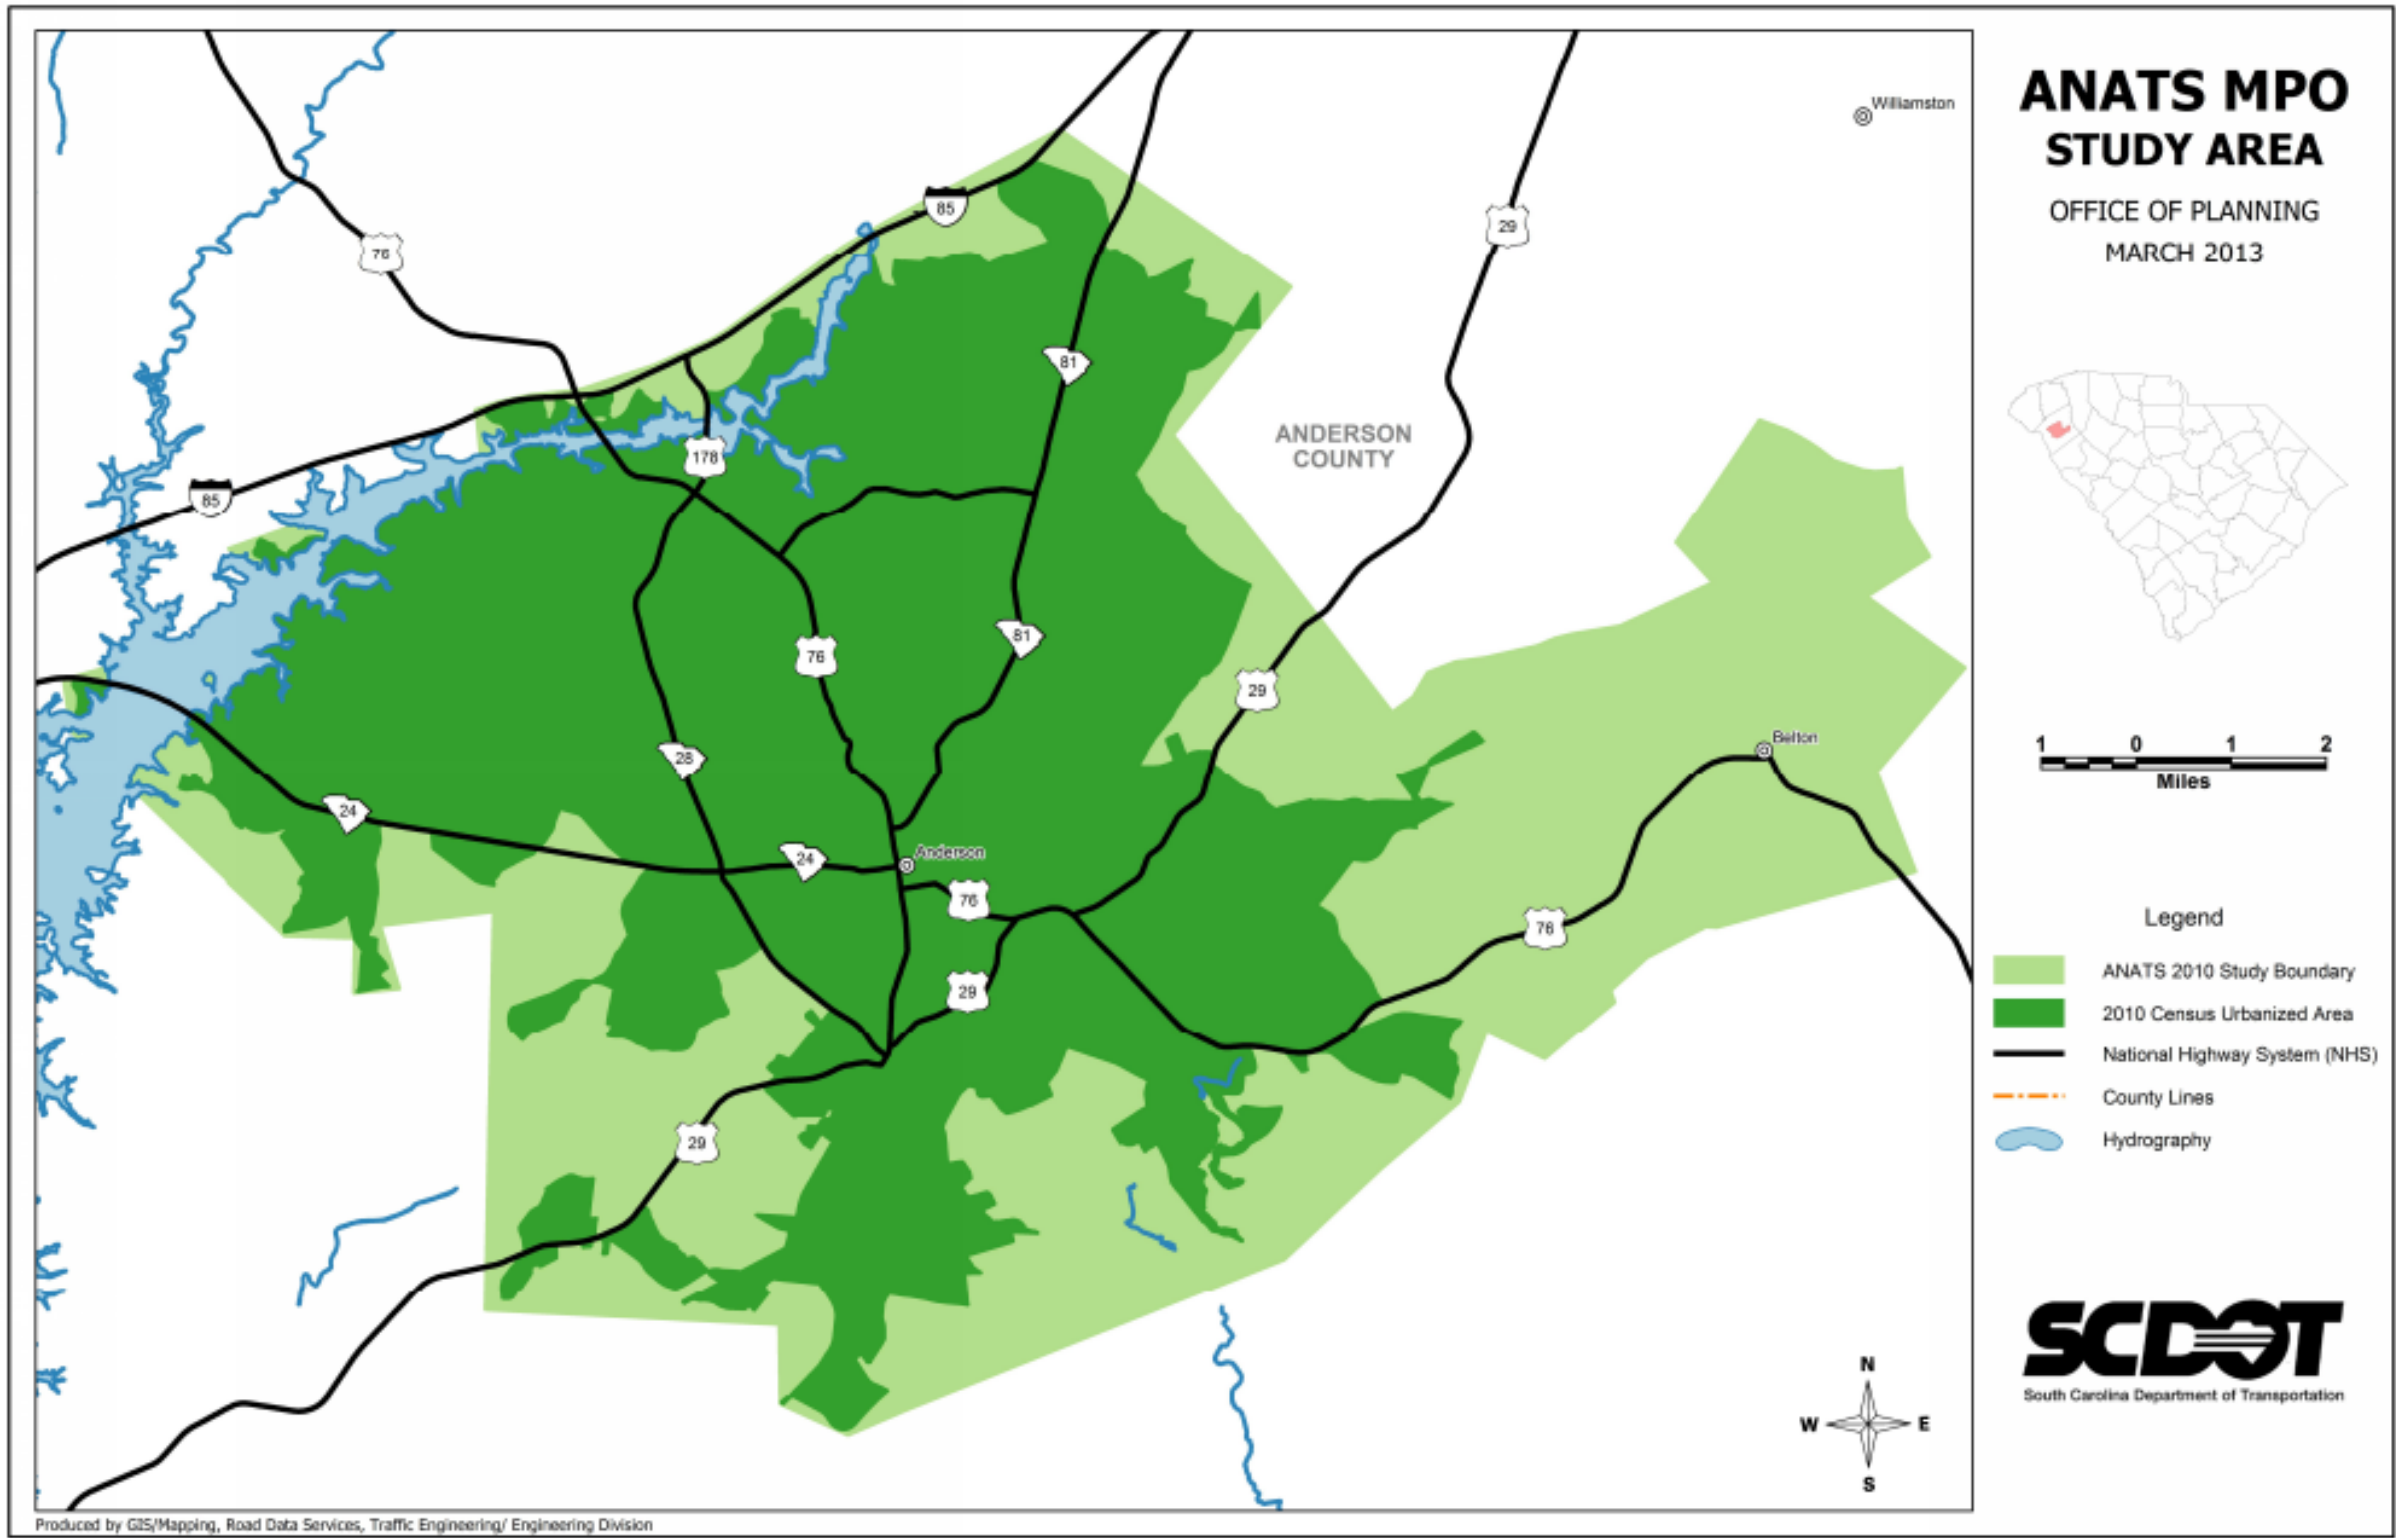 ANATS MPO
STUDY AREA
OFFICE OF PLANNING
MARCH 2013
Williamston
85
29
76
81
ANDERSON
COUNTY
178
85
81
76
29
Belton
28
24
24
Anderson
76
76
29
29
1 0 1 2
Miles
Legend
ANATS 2010 Study Boundary
2010 Census Urbanized Area
National Highway System (NHS)
County Lines
Hydrography
SCDOT
South Carolina Department of Transportation
N
W E
S
Produced by GIS/Mapping, Road Data Services, Traffic Engineering/ Engineering Division